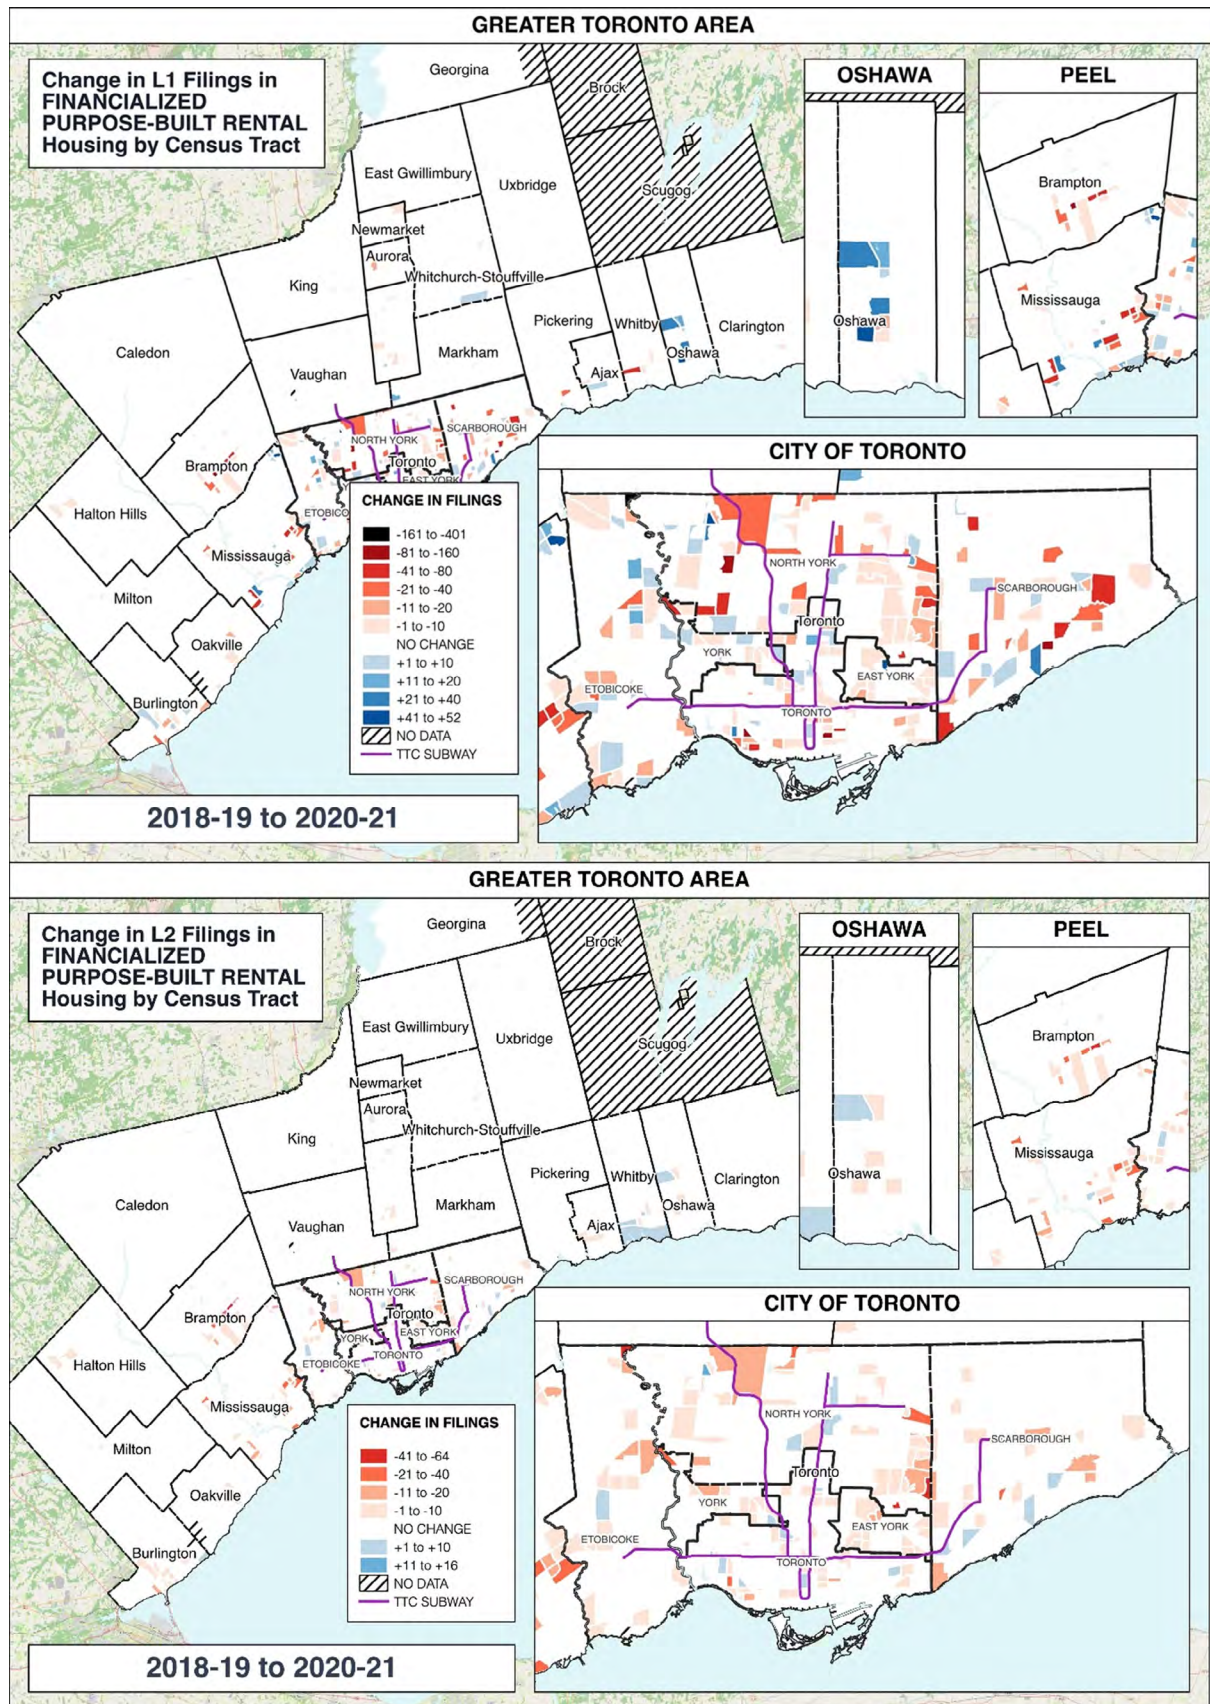 GREATER TORONTO AREA
Change in L1 Filings in
FINANCIALIZED
PURPOSE-BUILT RENTAL
Housing by Census Tract
Georgina
Brock
East Gwillimbury
Uxbridge
Scugog
Newmarket
Aurora
Whitchurch-Stouffville
King
Pickering
Whitby
Clarington
Caledon
Vaughan
Markham
Ajax
Oshawa
NORTH YORK
SCARBOROUGH
Toronto
EAST YORK
Brampton
ETOBICO
Halton Hills
Mississauga
Milton
Oakville
Burlington
CHANGE IN FILINGS
-161 to -401
-81 to -160
-41 to -80
-21 to -40
-11 to -20
-1 to -10
NO CHANGE
+1 to +10
+11 to +20
+21 to +40
+41 to +52
NO DATA
TTC SUBWAY
2018-19 to 2020-21
OSHAWA
Oshawa
PEEL
Brampton
Mississauga
CITY OF TORONTO
NORTH YORK
SCARBOROUGH
Toronto
YORK
EAST YORK
ETOBICOKE
TORONTO
GREATER TORONTO AREA
Change in L2 Filings in
FINANCIALIZED
PURPOSE-BUILT RENTAL
Housing by Census Tract
Georgina
Brock
East Gwillimbury
Uxbridge
Scugog
Newmarket
Aurora
Whitchurch-Stouffville
King
Pickering
Whitby
Clarington
Caledon
Vaughan
Markham
Ajax
Oshawa
SCARBOROUGH
NORTH YORK
Toronto
Brampton
YORK
EAST YORK
TORONTO
ETOBICOKE
Halton Hills
Mississauga
Milton
Oakville
Burlington
CHANGE IN FILINGS
-41 to -64
-21 to -40
-11 to -20
-1 to -10
NO CHANGE
+1 to +10
+11 to +16
NO DATA
TTC SUBWAY
2018-19 to 2020-21
OSHAWA
Oshawa
PEEL
Brampton
Mississauga
CITY OF TORONTO
NORTH YORK
SCARBOROUGH
Toronto
YORK
EAST YORK
ETOBICOKE
TORONTO